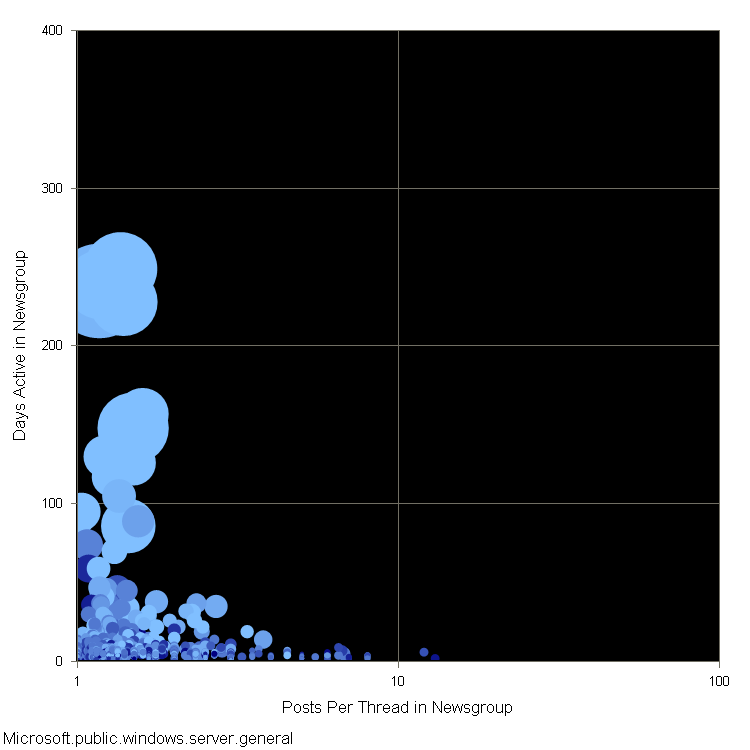 400
300
Days Active in Newsgroup
200
100
0
1
10
100
Posts Per Thread in Newsgroup
Microsoft.public.windows.server.general